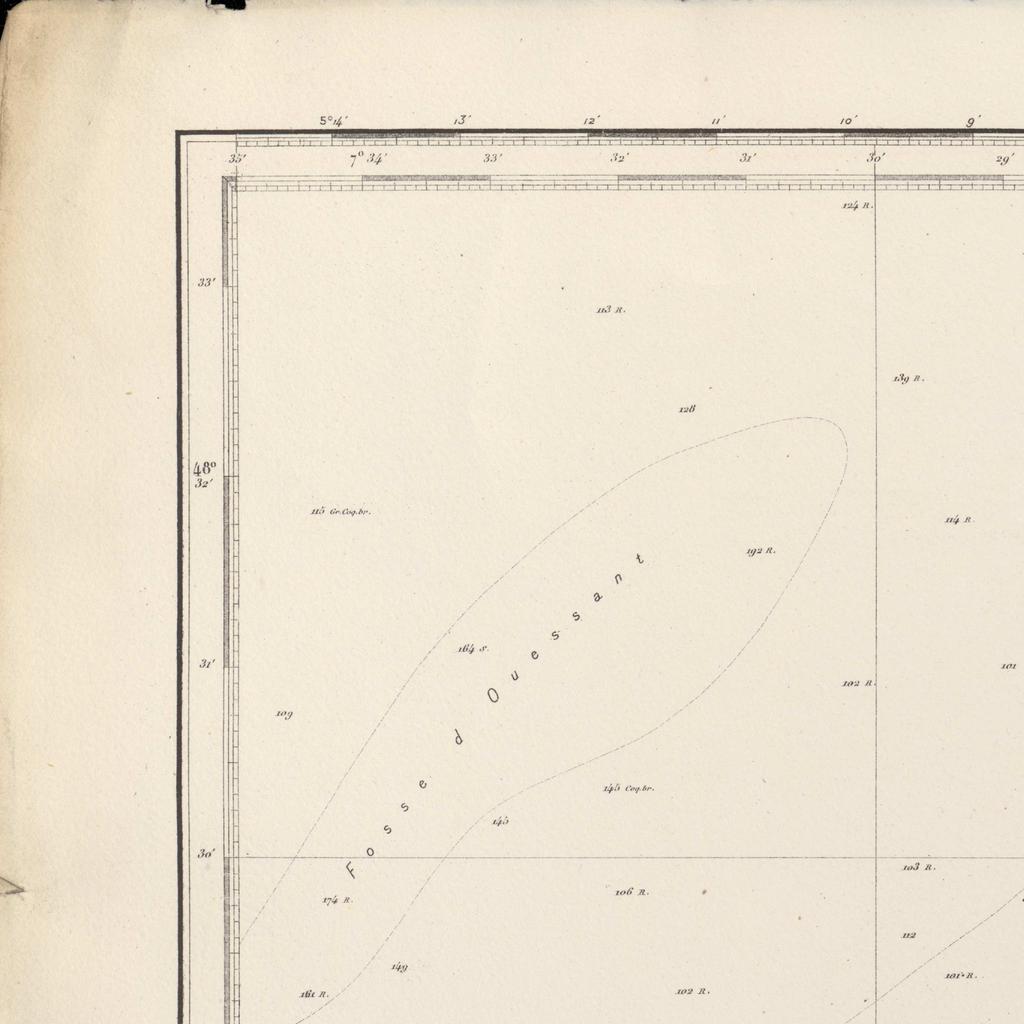 5°14' 13' 12' 11' 10' 9'
35' 7° 34' 33' 32' 31' 30' 29'
124 R.
33'
113 R.
139 R.
128
48°
32'
115 Gr.Coq.br.
114 R.
192 R.
Fosse d Ouessant
164 S.
31'
101
102 R.
109
145 Coq.br.
145
30'
103 R.
106 R.
174 R.
112
149
101 R.
161 R.
102 R.